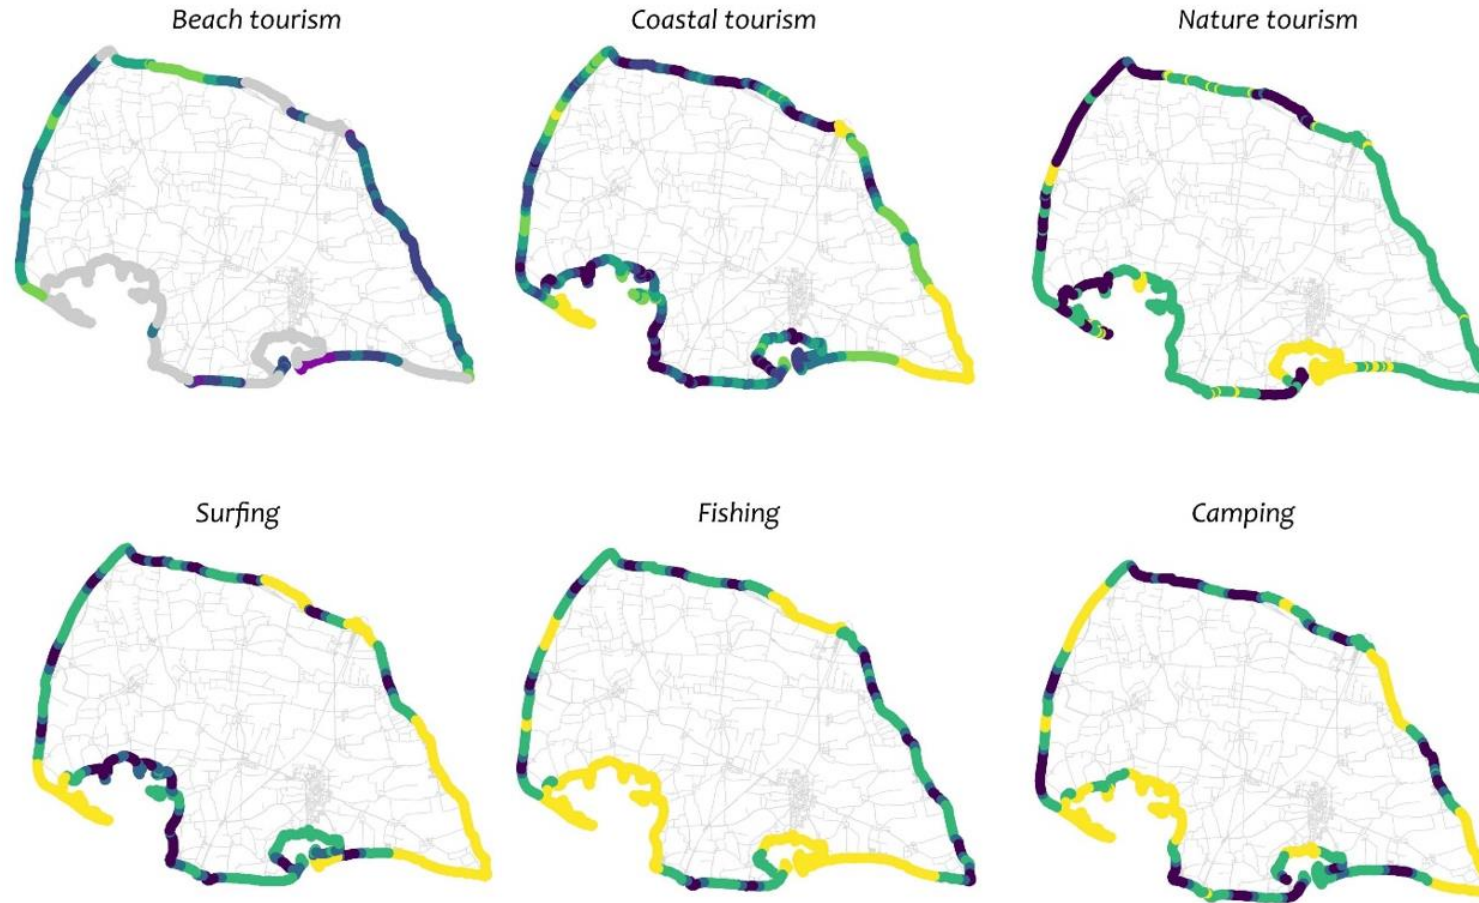 Beach tourism
Coastal tourism
Nature tourism
Surfing
Fishing
Camping